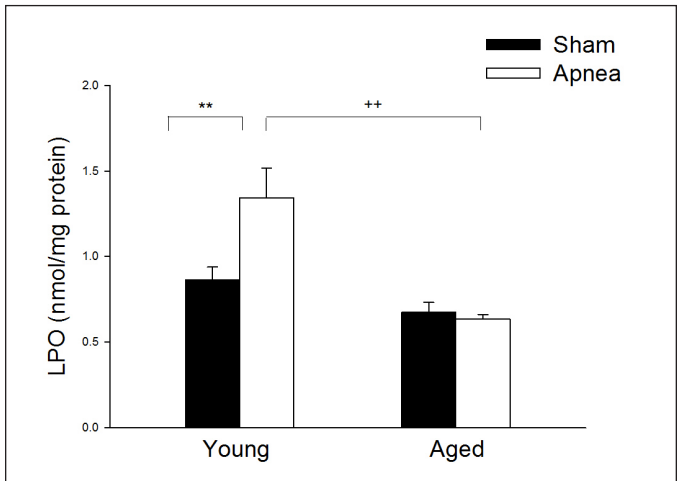 Sham
Apnea
2.0
** ++
1.5
1.0
0.5
0.0
LPO (nmol/mg protein)
Young Aged